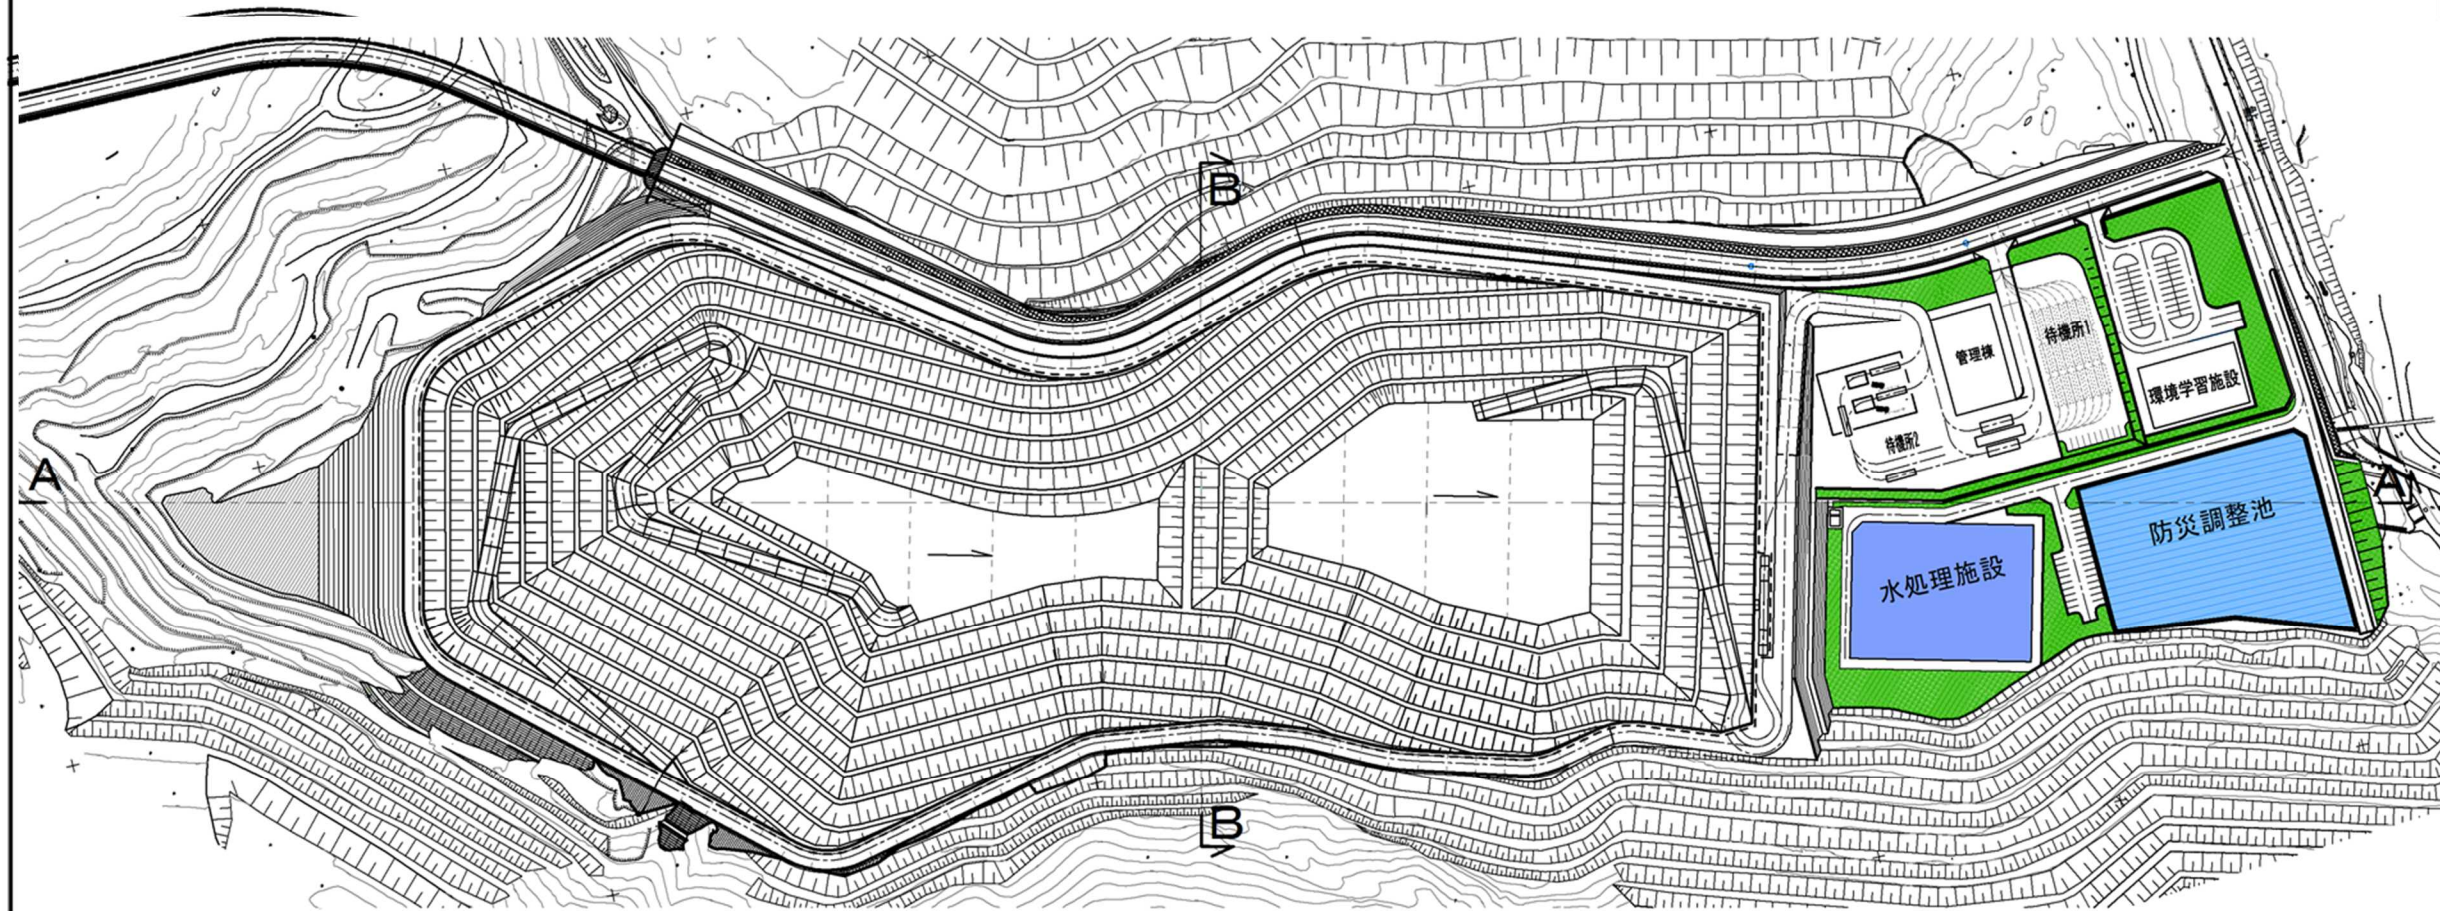 B
待機所1
管理棟
環境学習施設
待機所2
A
A
防災調整池
水処理施設
B